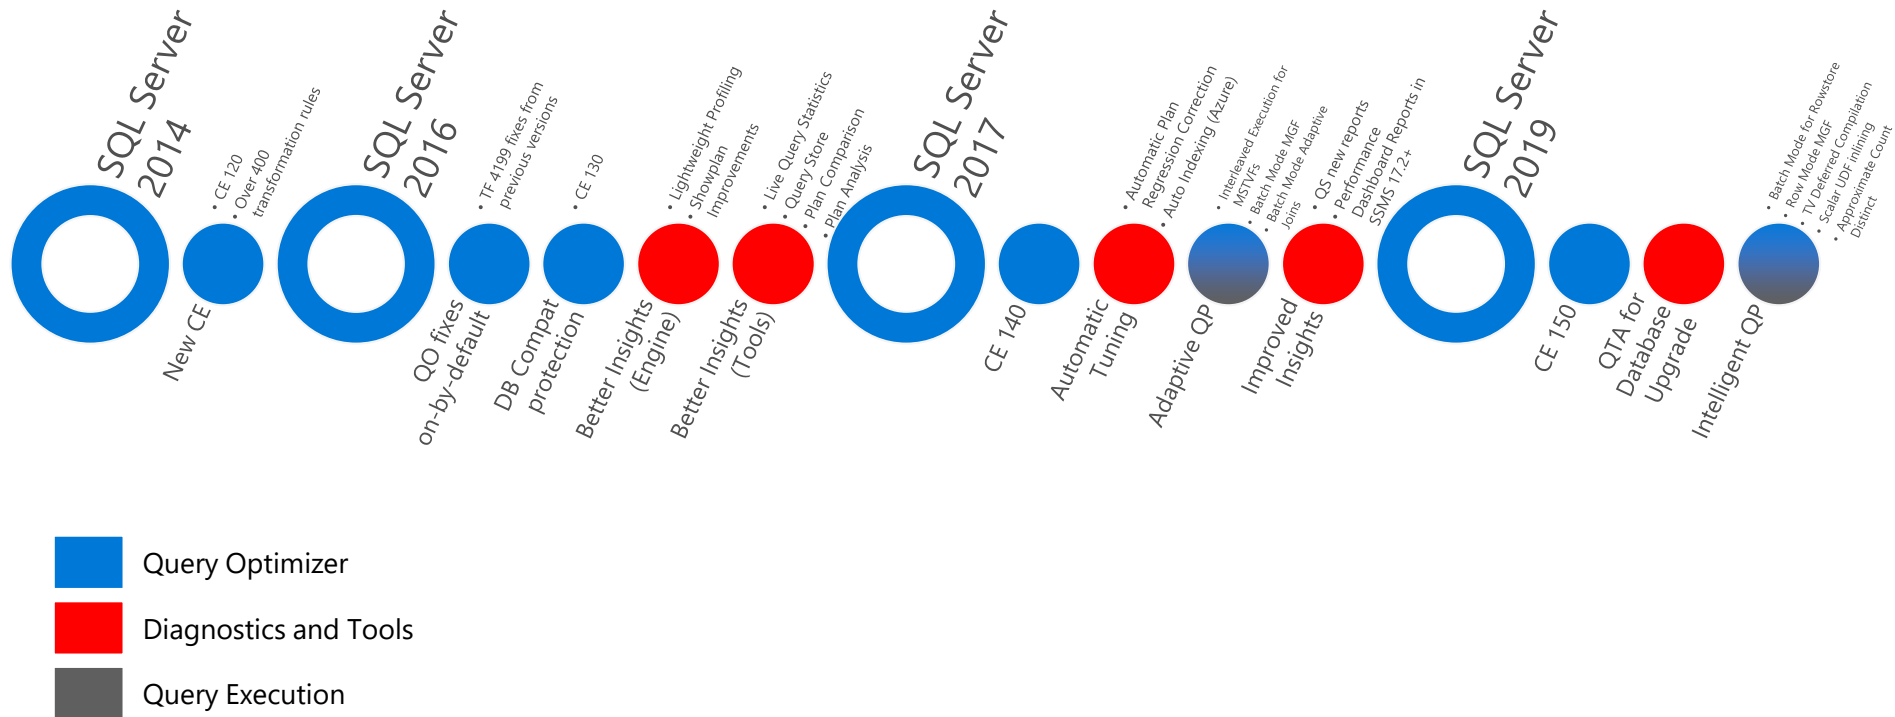 SQL Server
2014
• CE 120
• Over 400
transformation rules
New CE
SQL Server
2016
• TF 4199 fixes from
previous versions
QO fixes
on-by-default
• CE 130
DB Compat
protection
• Lightweight Profiling
• Showplan
Improvements
Better Insights
(Engine)
• Live Query Statistics
• Query Store
• Plan Comparison
• Plan Analysis
Better Insights
(Tools)
SQL Server
2017
CE 140
• Automatic Plan
Regression Correction
• Auto Indexing (Azure)
Automatic
Tuning
• Interleaved Execution for
MSTVFs
• Batch Mode MGF
• Batch Mode Adaptive
Joins
Adaptive QP
• QS new reports
• Performance
Dashboard Reports in
SSMS 17.2+
Improved
Insights
SQL Server
2019
CE 150
QTA for
Database
Upgrade
• Batch Mode for Rowstore
• Row Mode MGF
• TV Deferred Compilation
• Scalar UDF inlining
• Approximate Count
Distinct
Intelligent QP
Query Optimizer
Diagnostics and Tools
Query Execution